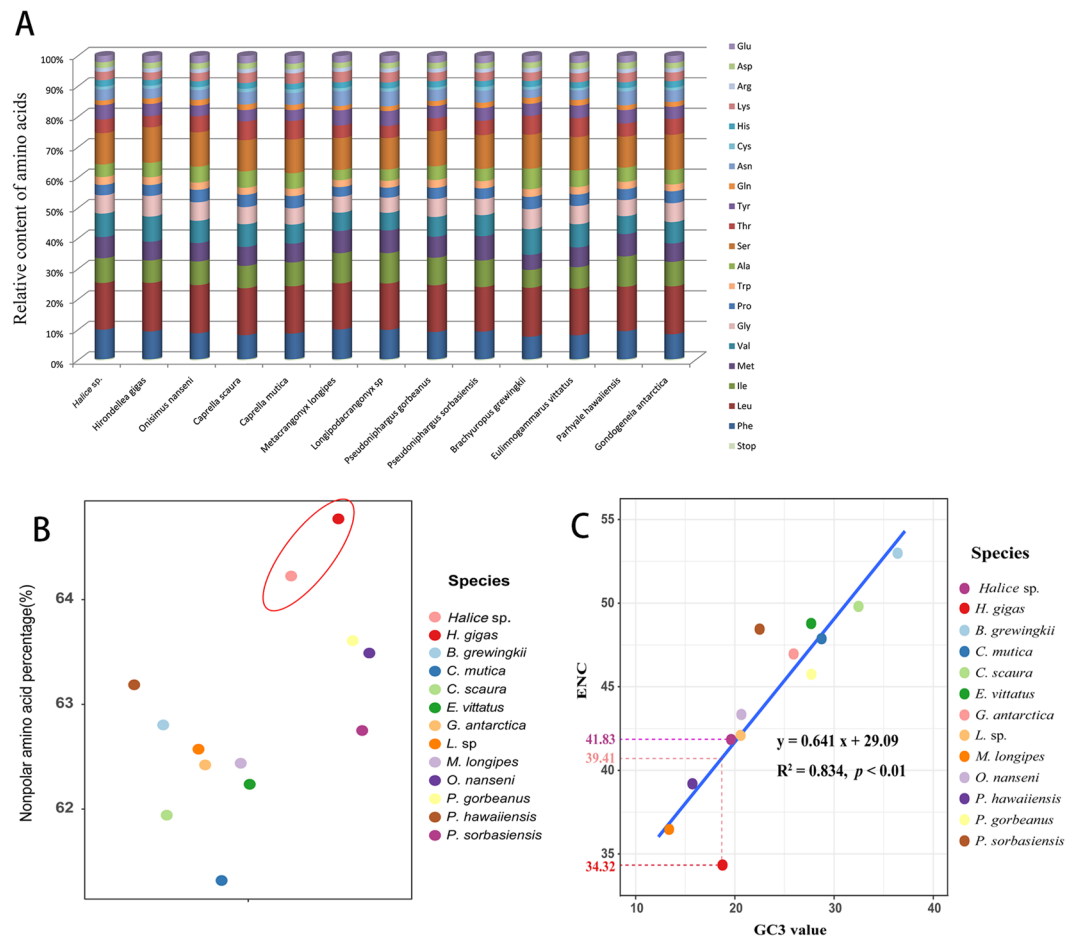 A
Relative content of amino acids
100%
90%
80%
70%
60%
50%
40%
30%
20%
10%
0%
Halice sp.
Hirondellea gigas
Onisimus nanseni
Caprella scaura
Caprella mutica
Metacrangonyx longipes
Longipodacrangonyx sp
Pseudoniphargus gorbeanus
Pseudoniphargus sorbasiensis
Brachyuropus grewingkii
Eulimnogammarus vittatus
Parhyale hawaiiensis
Gondogeneia antarctica
Glu
Asp
Arg
Lys
His
Cys
Asn
Gln
Tyr
Thr
Ser
Ala
Trp
Pro
Gly
Val
Met
Ile
Leu
Phe
Stop
B
Nonpolar amino acid percentage(%)
64
63
62
Species
Halice sp.
H. gigas
B. grewingkii
C. mutica
C. scaura
E. vittatus
G. antarctica
L. sp
M. longipes
O. nanseni
P. gorbeanus
P. hawaiiensis
P. sorbasiensis
C
ENC
55
50
45
41.83
40
39.41
35
34.32
y = 0.641 x + 29.09
R² = 0.834, p < 0.01
10
20
30
40
GC3 value
Species
Halice sp.
H. gigas
B. grewingkii
C. mutica
C. scaura
E. vittatus
G. antarctica
L. sp.
M. longipes
O. nanseni
P. hawaiiensis
P. gorbeanus
P. sorbasiensis